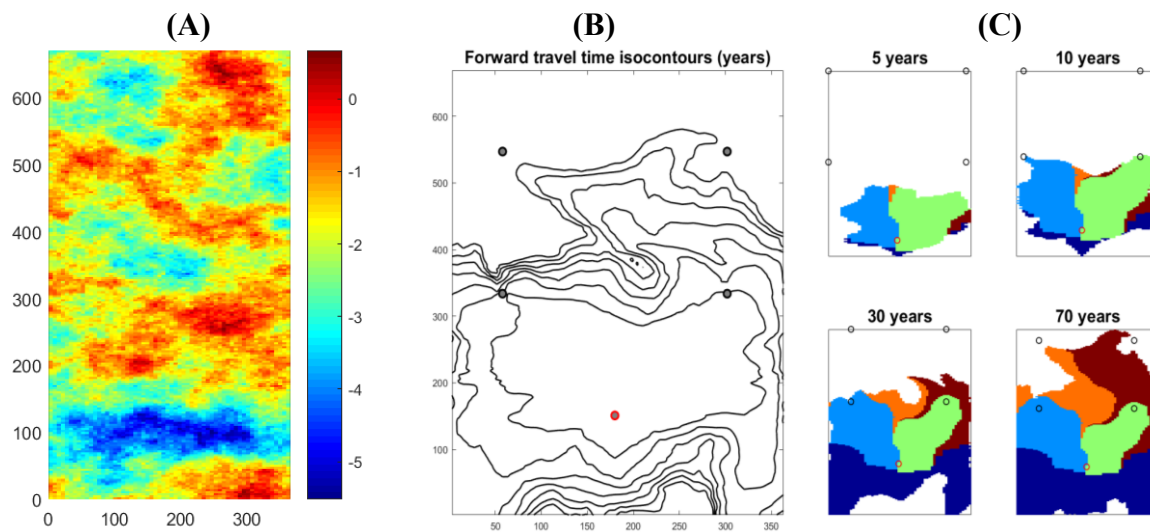 (A)
(B)
(C)
Forward travel time isocontours (years)
5 years
10 years
30 years
70 years
600
500
400
300
200
100
0
0 100 200 300
0
-1
-2
-3
-4
-5
600
500
400
300
200
100
50 100 150 200 250 300 350